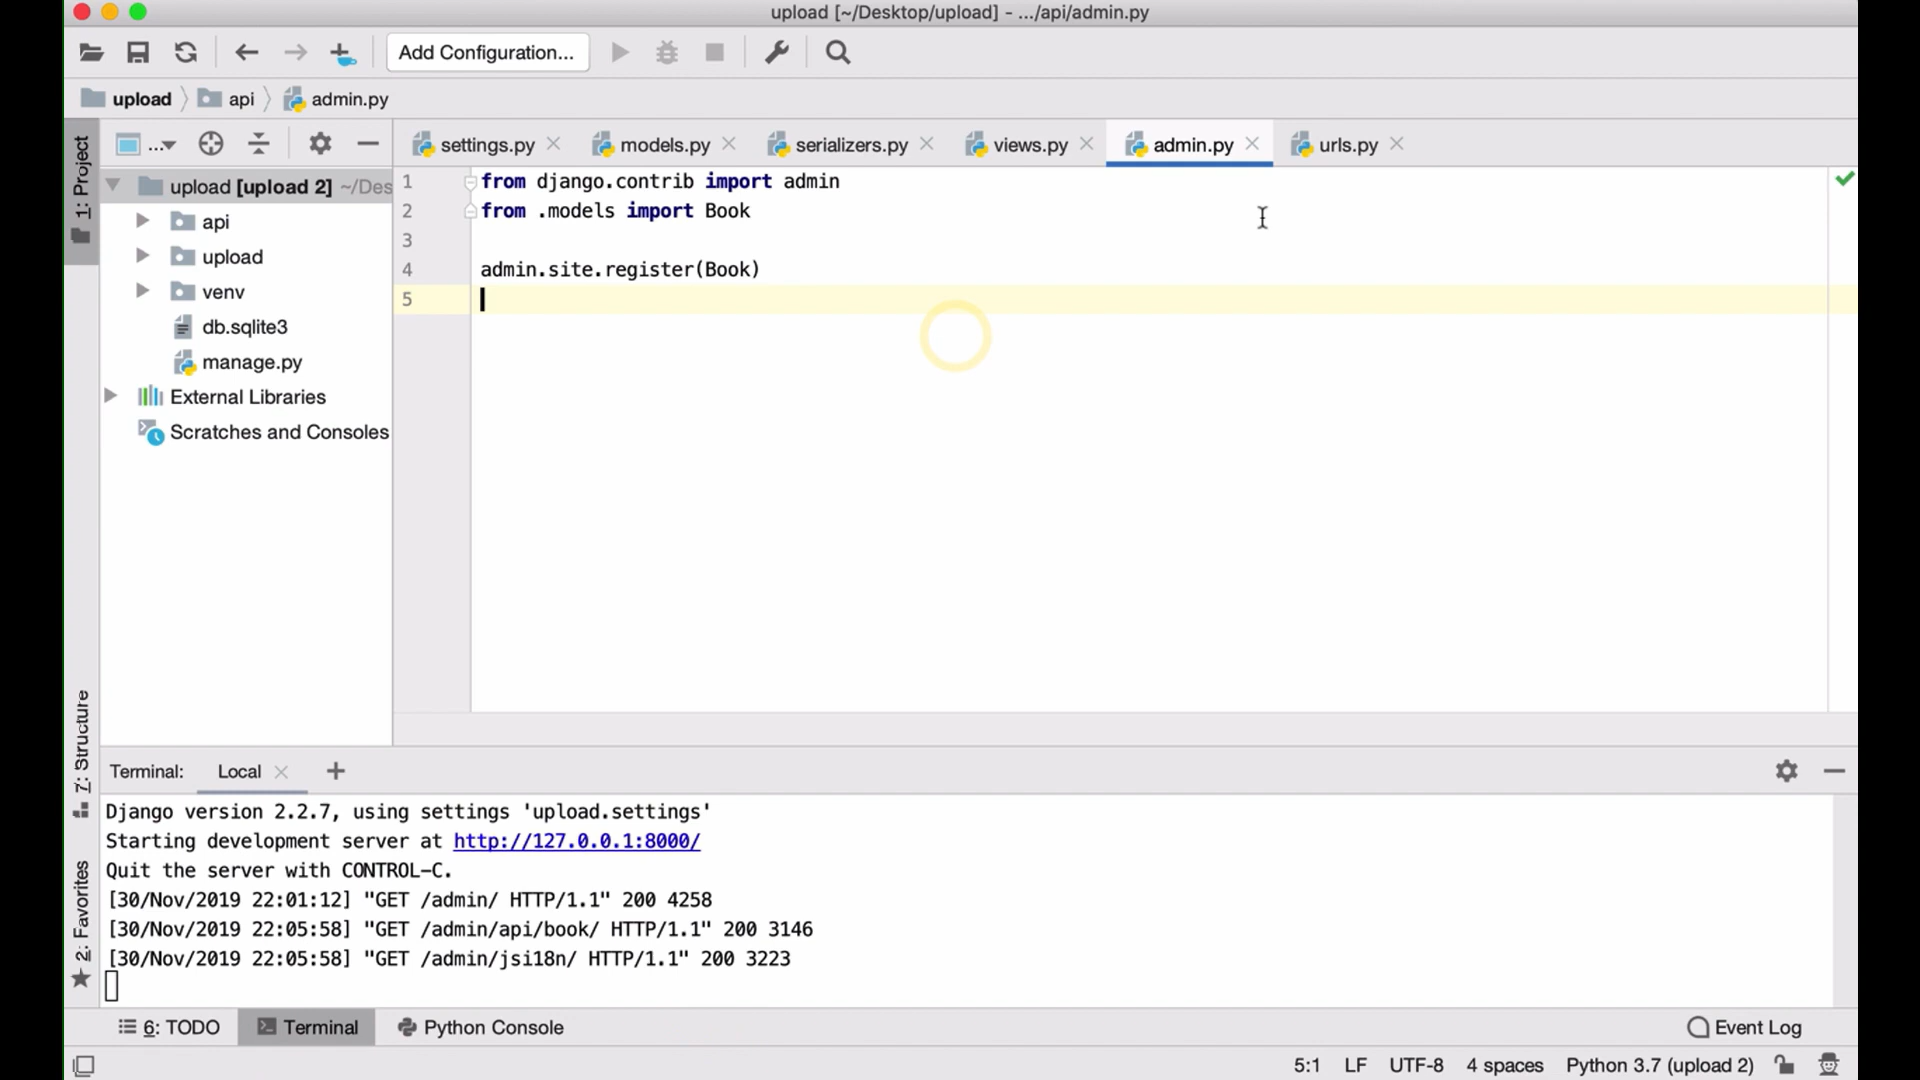 upload [~/Desktop/upload] - .../api/admin.py
Add Configuration...
upload
api
admin.py
1: Project
...
settings.py
models.py
serializers.py
views.py
admin.py
urls.py
upload [upload 2] ~/Des
api
upload
venv
db.sqlite3
manage.py
External Libraries
Scratches and Consoles
1 from django.contrib import admin
2 from .models import Book
3
4 admin.site.register(Book)
5
7: Structure
2: Favorites
Terminal: Local
Django version 2.2.7, using settings 'upload.settings'
Starting development server at http://127.0.0.1:8000/
Quit the server with CONTROL-C.
[30/Nov/2019 22:01:12] "GET /admin/ HTTP/1.1" 200 4258
[30/Nov/2019 22:05:58] "GET /admin/api/book/ HTTP/1.1" 200 3146
[30/Nov/2019 22:05:58] "GET /admin/jsi18n/ HTTP/1.1" 200 3223
6: TODO
Terminal
Python Console
Event Log
5:1 LF UTF-8 4 spaces Python 3.7 (upload 2)